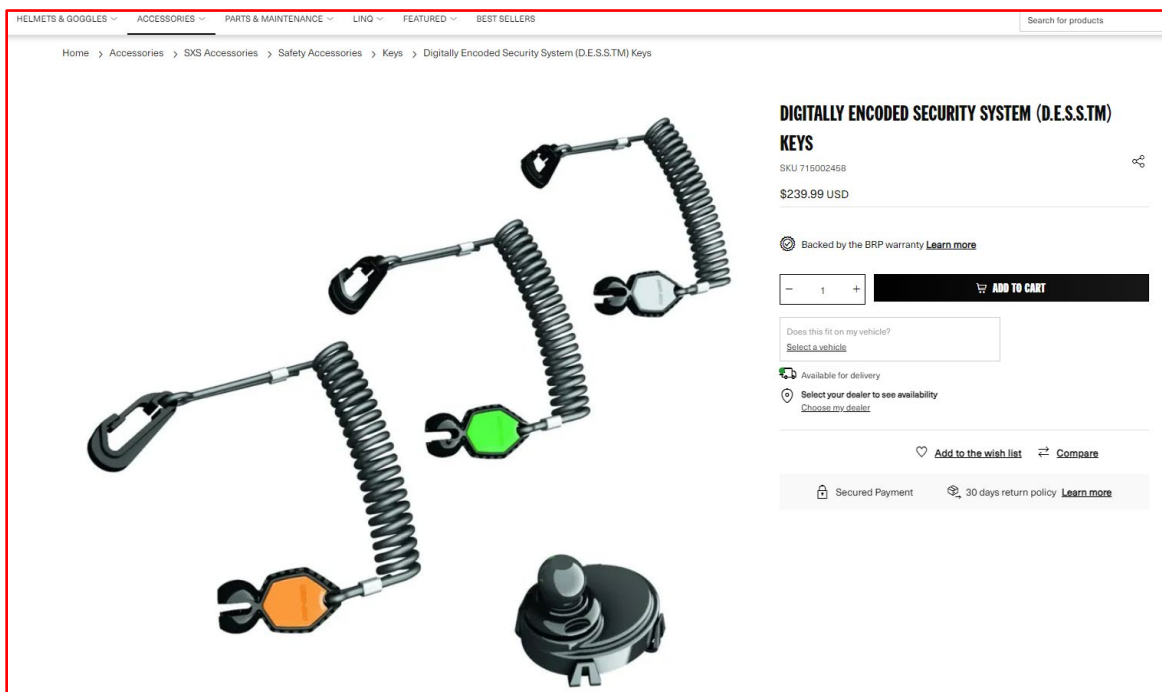 HELMETS & GOGGLES ACCESSORIES PARTS & MAINTENANCE LINQ FEATURED BEST SELLERS
Search for products
Home > Accessories > SXS Accessories > Safety Accessories > Keys > Digitally Encoded Security System (D.E.S.S.TM) Keys
DIGITALLY ENCODED SECURITY SYSTEM (D.E.S.S.TM)
KEYS
SKU 715002458
$239.99 USD
Backed by the BRP warranty Learn more
− 1 +
ADD TO CART
Does this fit on my vehicle?
Select a vehicle
Available for delivery
Select your dealer to see availability
Choose my dealer
Add to the wish list Compare
Secured Payment 30 days return policy Learn more